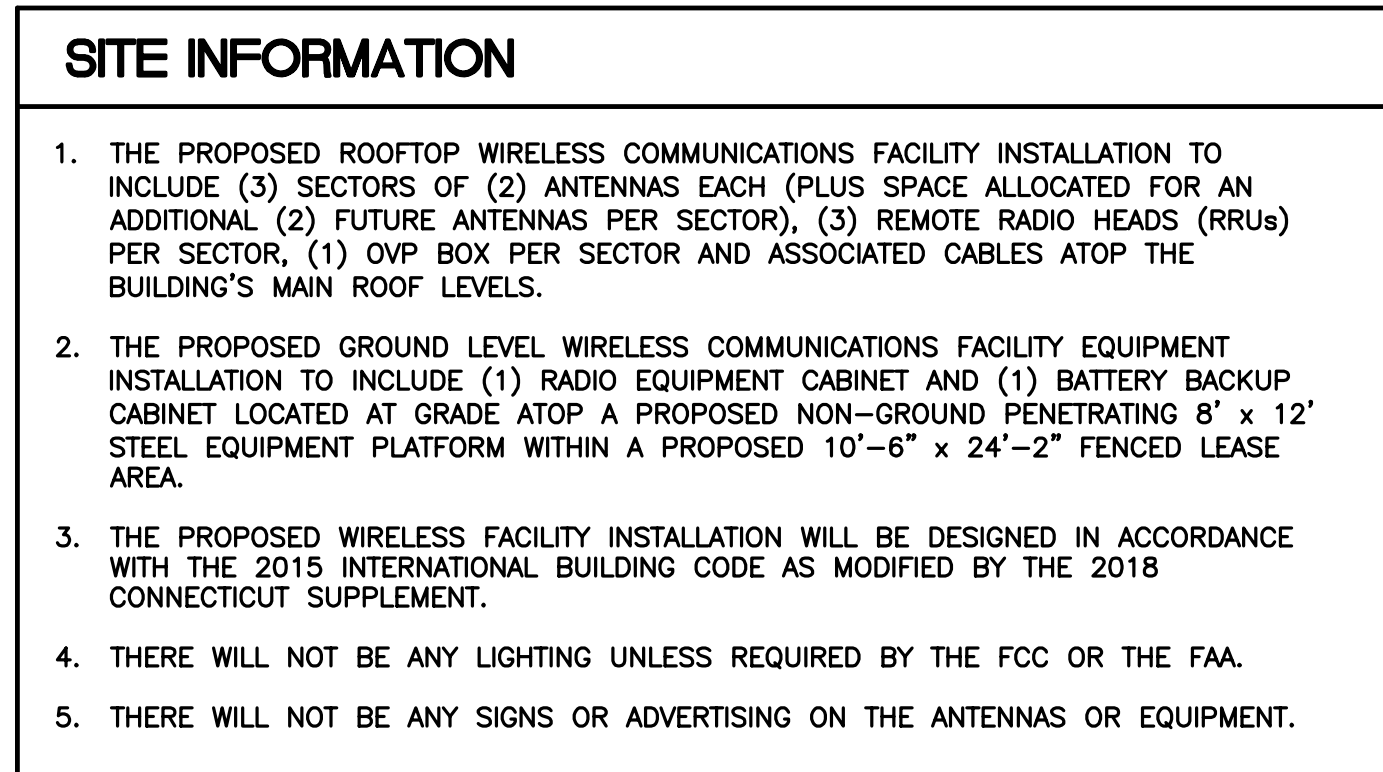 SITE INFORMATION
1. THE PROPOSED ROOFTOP WIRELESS COMMUNICATIONS FACILITY INSTALLATION TO
INCLUDE (3) SECTORS OF (2) ANTENNAS EACH (PLUS SPACE ALLOCATED FOR AN
ADDITIONAL (2) FUTURE ANTENNAS PER SECTOR), (3) REMOTE RADIO HEADS (RRUs)
PER SECTOR, (1) OVP BOX PER SECTOR AND ASSOCIATED CABLES ATOP THE
BUILDING'S MAIN ROOF LEVELS.
2. THE PROPOSED GROUND LEVEL WIRELESS COMMUNICATIONS FACILITY EQUIPMENT
INSTALLATION TO INCLUDE (1) RADIO EQUIPMENT CABINET AND (1) BATTERY BACKUP
CABINET LOCATED AT GRADE ATOP A PROPOSED NON-GROUND PENETRATING 8' x 12'
STEEL EQUIPMENT PLATFORM WITHIN A PROPOSED 10'-6" x 24'-2" FENCED LEASE
AREA.
3. THE PROPOSED WIRELESS FACILITY INSTALLATION WILL BE DESIGNED IN ACCORDANCE
WITH THE 2015 INTERNATIONAL BUILDING CODE AS MODIFIED BY THE 2018
CONNECTICUT SUPPLEMENT.
4. THERE WILL NOT BE ANY LIGHTING UNLESS REQUIRED BY THE FCC OR THE FAA.
5. THERE WILL NOT BE ANY SIGNS OR ADVERTISING ON THE ANTENNAS OR EQUIPMENT.